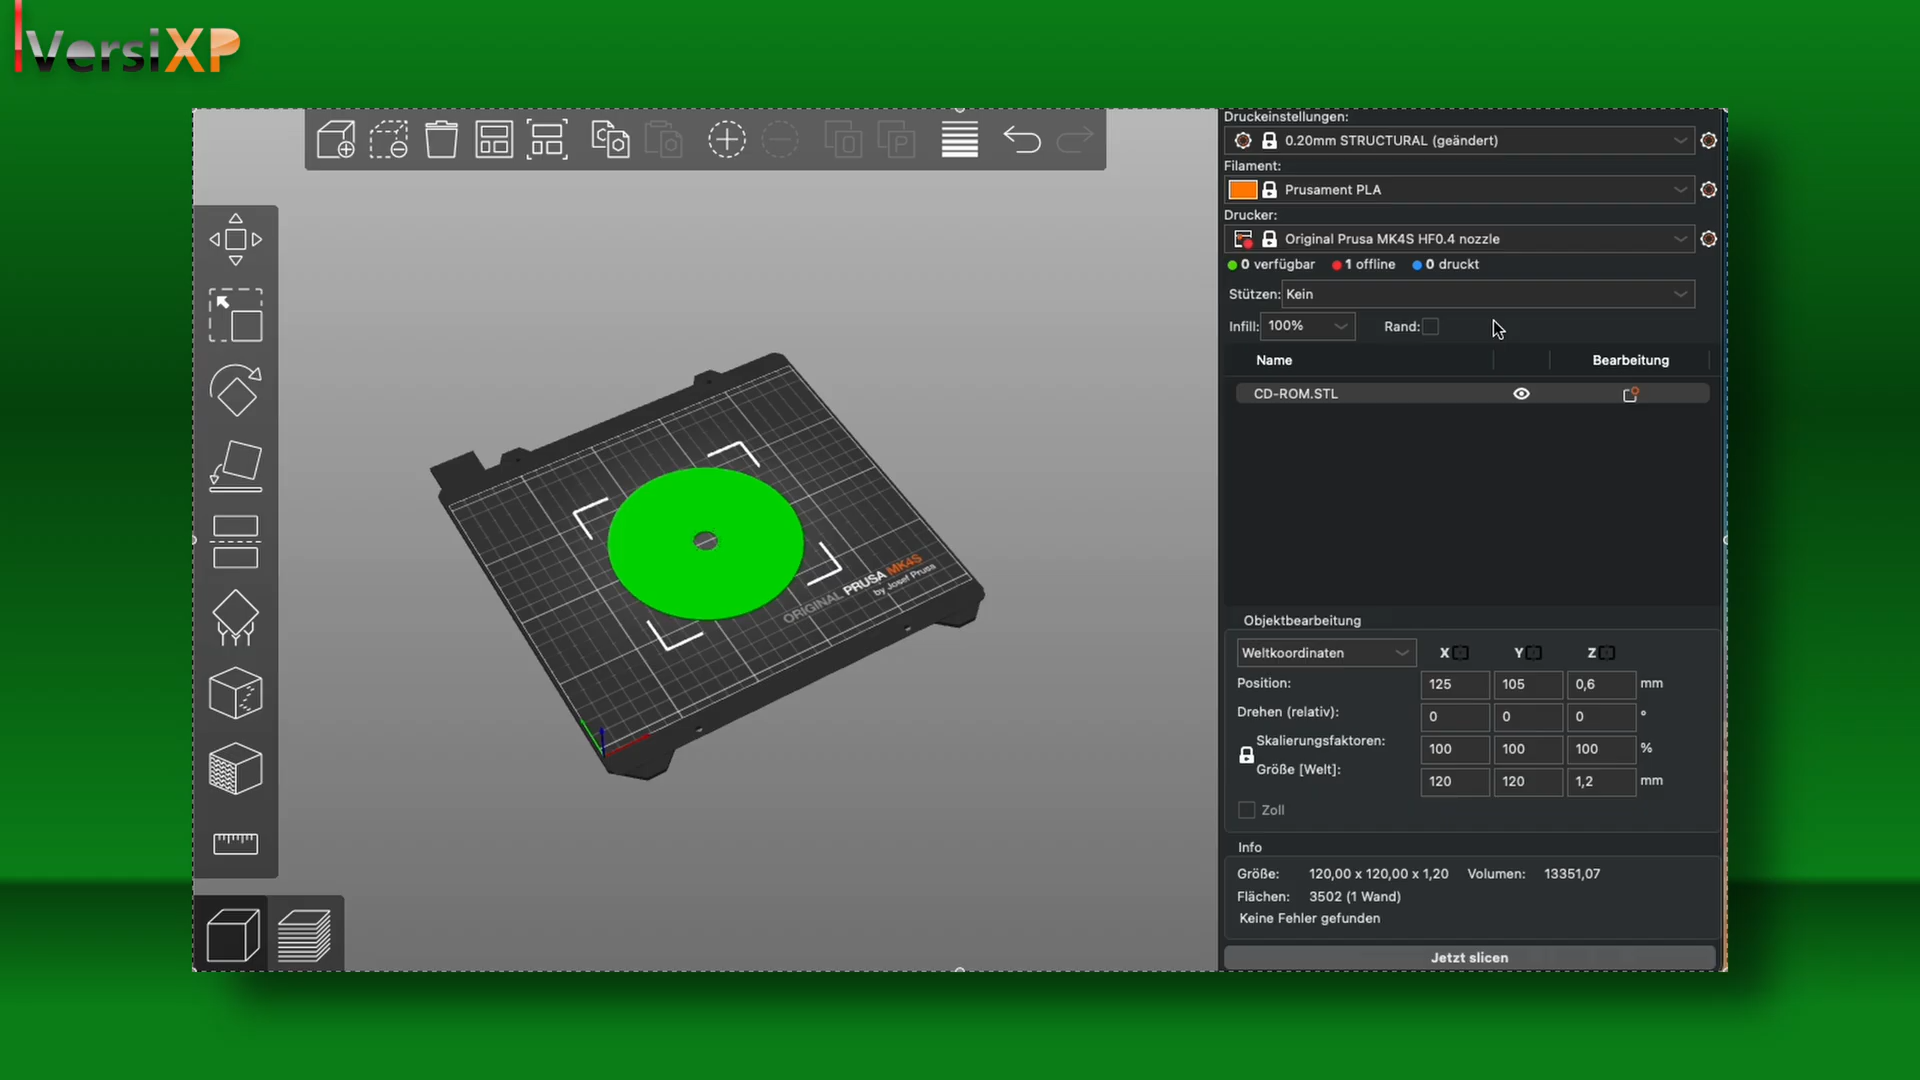 VersiXP
Druckeinstellungen:
0.20mm STRUCTURAL (geändert)
Filament:
Prusament PLA
Drucker:
Original Prusa MK4S HF0.4 nozzle
0 verfügbar 1 offline 0 druckt
Stützen: Kein
Infill: 100% Rand:
Name Bearbeitung
CD-ROM.STL
ORIGINAL PRUSA MK4S
by Josef Prusa
Objektbearbeitung
Weltkoordinaten X Y Z
Position: 125 105 0,6 mm
Drehen (relativ): 0 0 0 °
Skalierungsfaktoren: 100 100 100 %
Größe [Welt]: 120 120 1,2 mm
Zoll
Info
Größe: 120,00 x 120,00 x 1,20 Volumen: 13351,07
Flächen: 3502 (1 Wand)
Keine Fehler gefunden
Jetzt slicen